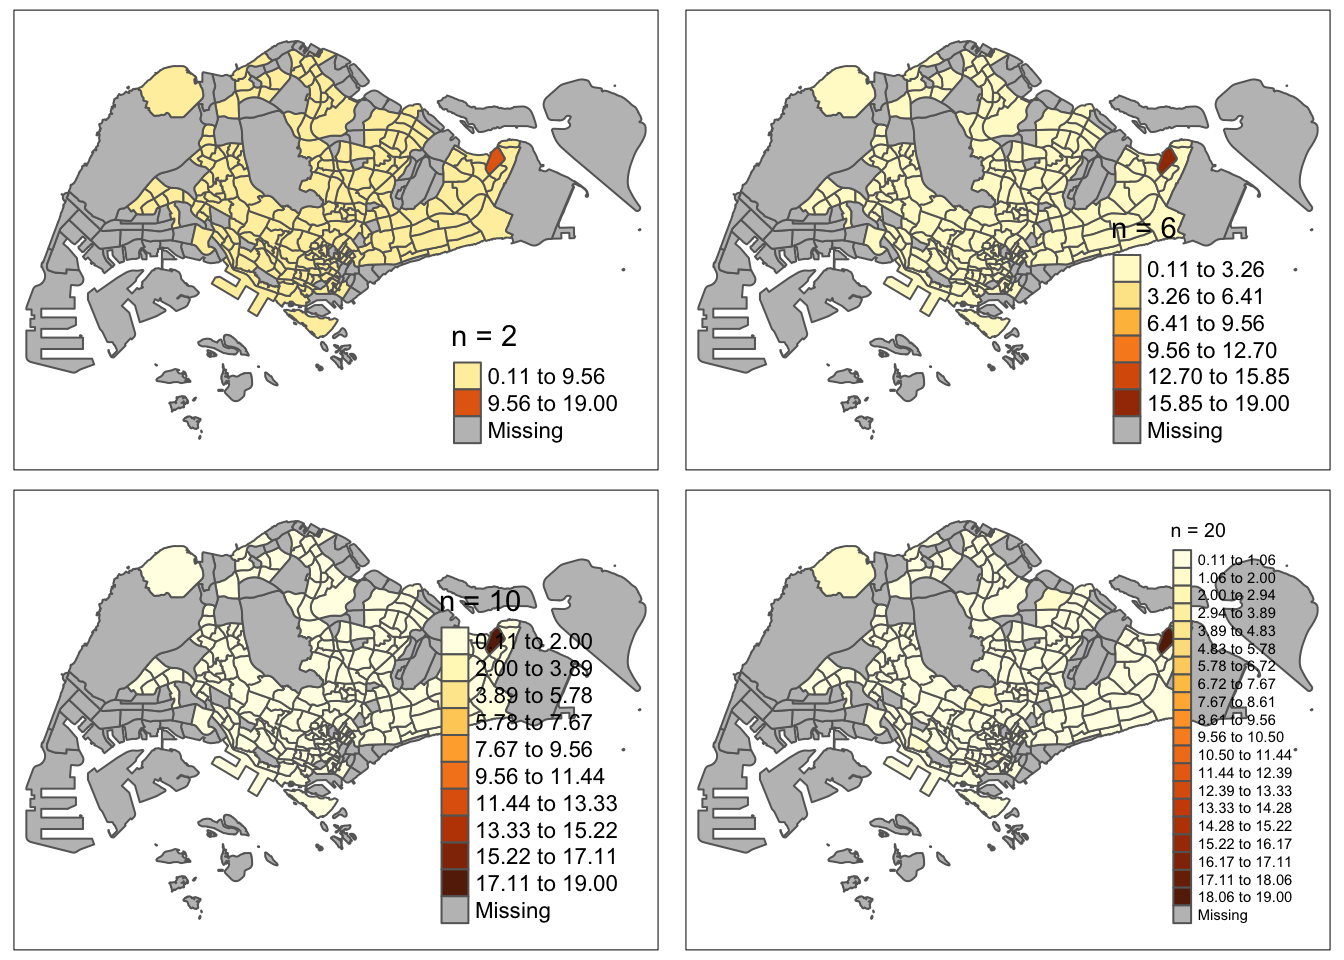 n = 2
0.11 to 9.56
9.56 to 19.00
Missing
n = 6
0.11 to 3.26
3.26 to 6.41
6.41 to 9.56
9.56 to 12.70
12.70 to 15.85
15.85 to 19.00
Missing
n = 10
0.11 to 2.00
2.00 to 3.89
3.89 to 5.78
5.78 to 7.67
7.67 to 9.56
9.56 to 11.44
11.44 to 13.33
13.33 to 15.22
15.22 to 17.11
17.11 to 19.00
Missing
n = 20
0.11 to 1.06
1.06 to 2.00
2.00 to 2.94
2.94 to 3.89
3.89 to 4.83
4.83 to 5.78
5.78 to 6.72
6.72 to 7.67
7.67 to 8.61
8.61 to 9.56
9.56 to 10.50
10.50 to 11.44
11.44 to 12.39
12.39 to 13.33
13.33 to 14.28
14.28 to 15.22
15.22 to 16.17
16.17 to 17.11
17.11 to 18.06
18.06 to 19.00
Missing